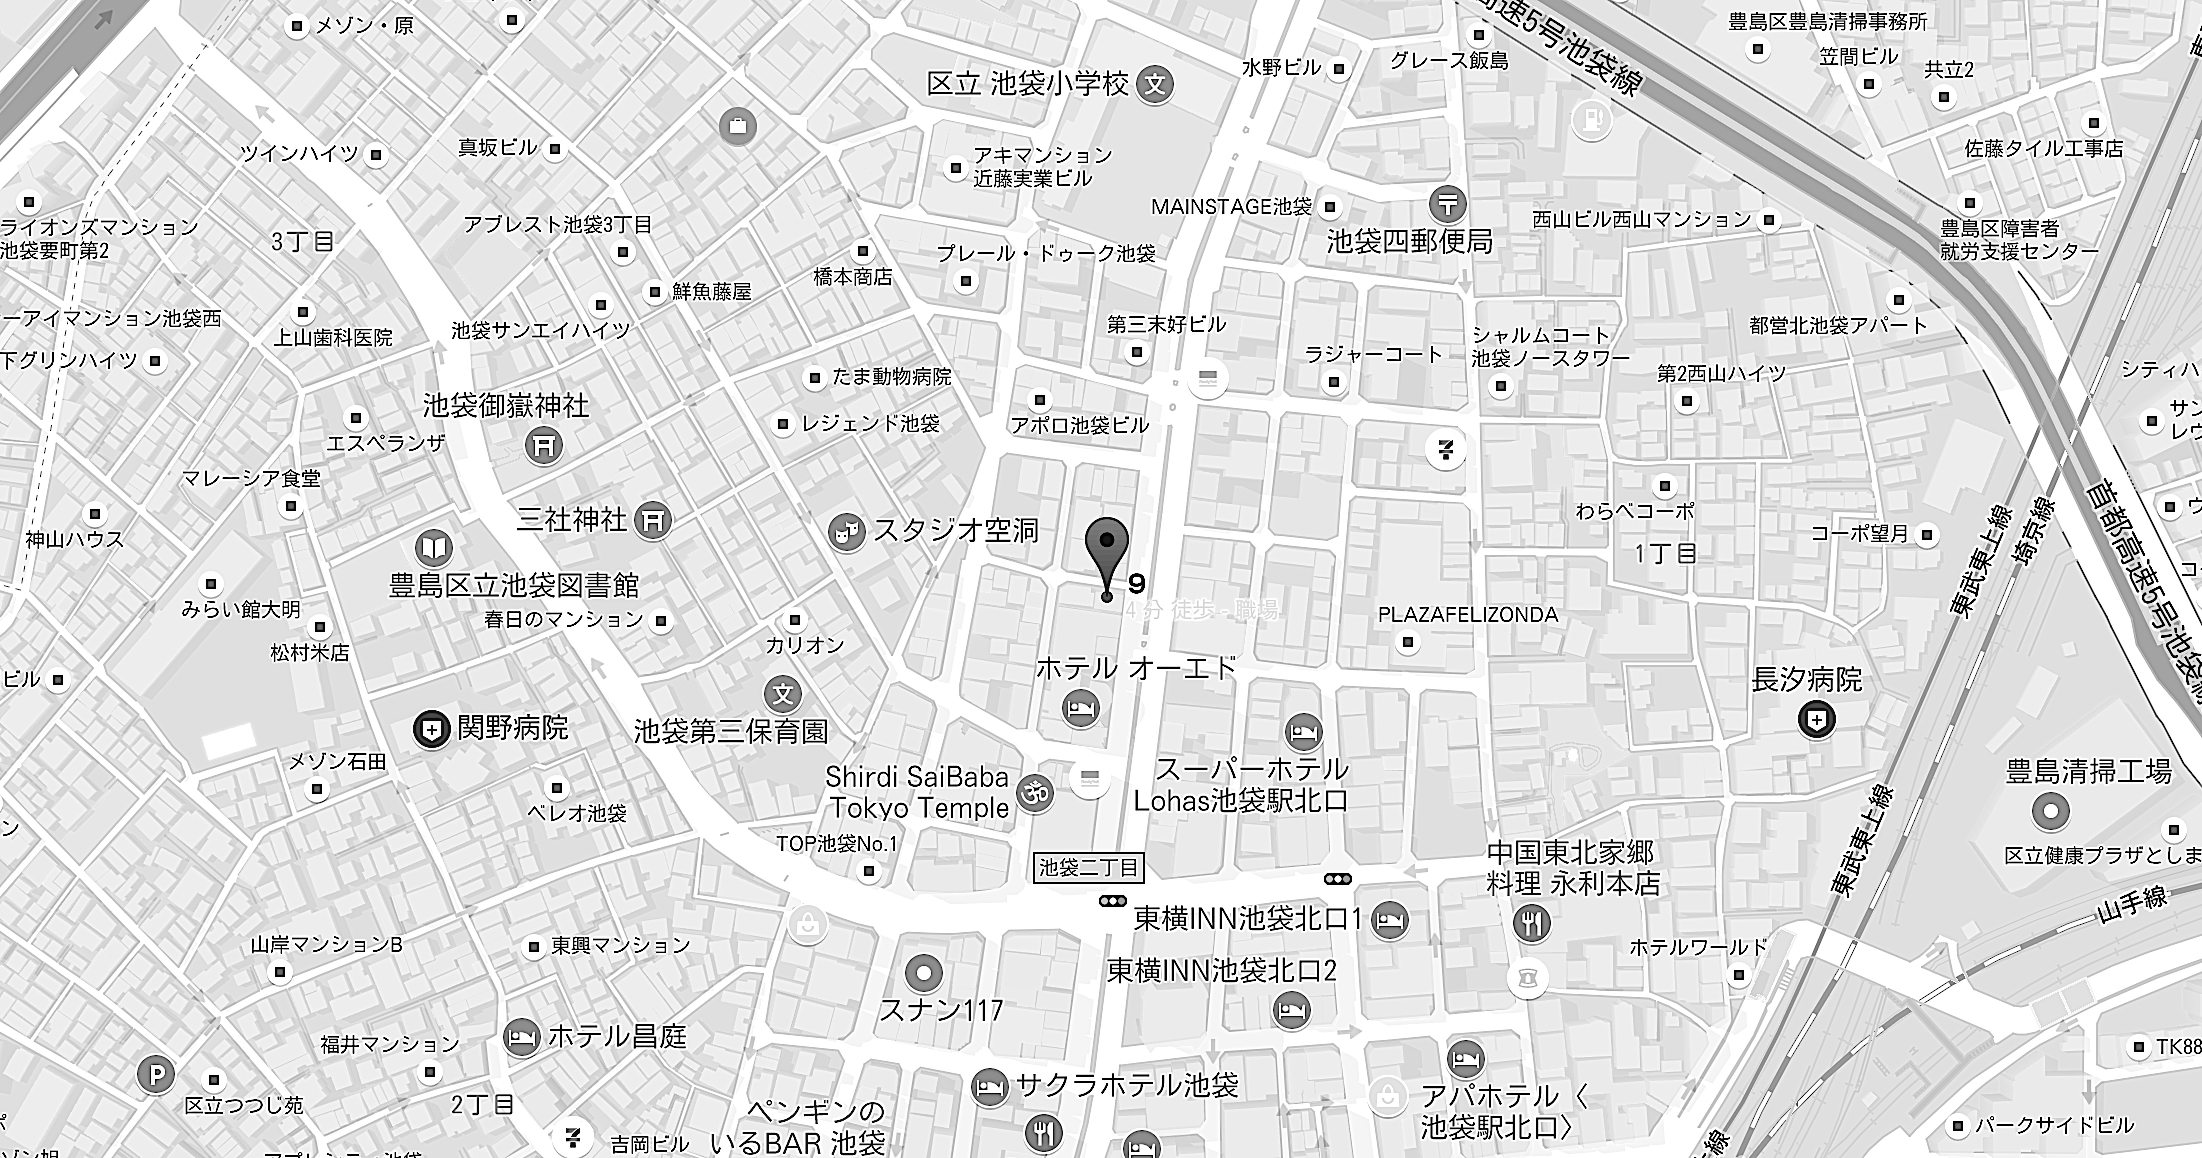 メゾン・原
区立 池袋小学校
水野ビル
グレース飯島
高速5号池袋線
豊島区豊島清掃事務所
笠間ビル
共立2
ツインハイツ
真坂ビル
アキマンション
近藤実業ビル
佐藤タイル工事店
MAINSTAGE池袋
池袋四郵便局
西山ビル西山マンション
豊島区障害者
就労支援センター
ライオンズマンション
池袋要町第2
3丁目
アブレスト池袋3丁目
橋本商店
プレール・ドゥーク池袋
鮮魚藤屋
ーアイマンション池袋西
上山歯科医院
池袋サンエイハイツ
第三末好ビル
ラジャーコート
シャルムコート
池袋ノースタワー
都営北池袋アパート
下グリンハイツ
たま動物病院
第2西山ハイツ
シティハ
池袋御嶽神社
エスペランザ
レジェンド池袋
アポロ池袋ビル
サン
レウ
マレーシア食堂
三社神社
スタジオ空洞
わらべコーポ
1丁目
コーポ望月
東武東上線
埼京線
首都高速5号池袋線
神山ハウス
豊島区立池袋図書館
みらい館大明
春日のマンション
松村米店
カリオン
9
4 分 徒歩 - 職場
PLAZAFELIZONDA
ビル
ホテル オーエド
長汐病院
関野病院
池袋第三保育園
メゾン石田
ベレオ池袋
Shirdi SaiBaba
Tokyo Temple
スーパーホテル
Lohas池袋駅北口
豊島清掃工場
TOP池袋No.1
池袋二丁目
中国東北家郷
料理 永利本店
東武東上線
区立健康プラザとしま
山手線
東横INN池袋北口1
山岸マンションB
東興マンション
東横INN池袋北口2
ホテルワールド
スナン117
ホテル昌庭
福井マンション
P
区立つつじ苑
2丁目
サクラホテル池袋
アパホテル〈
池袋駅北口〉
TK88
ペンギンの
いるBAR 池袋
吉岡ビル
パークサイドビル